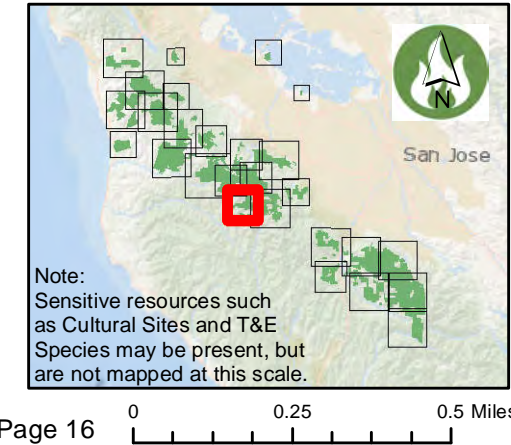 N
San Jose
Note:
Sensitive resources such
as Cultural Sites and T&E
Species may be present, but
are not mapped at this scale.
Page 16
0 0.25 0.5 Miles